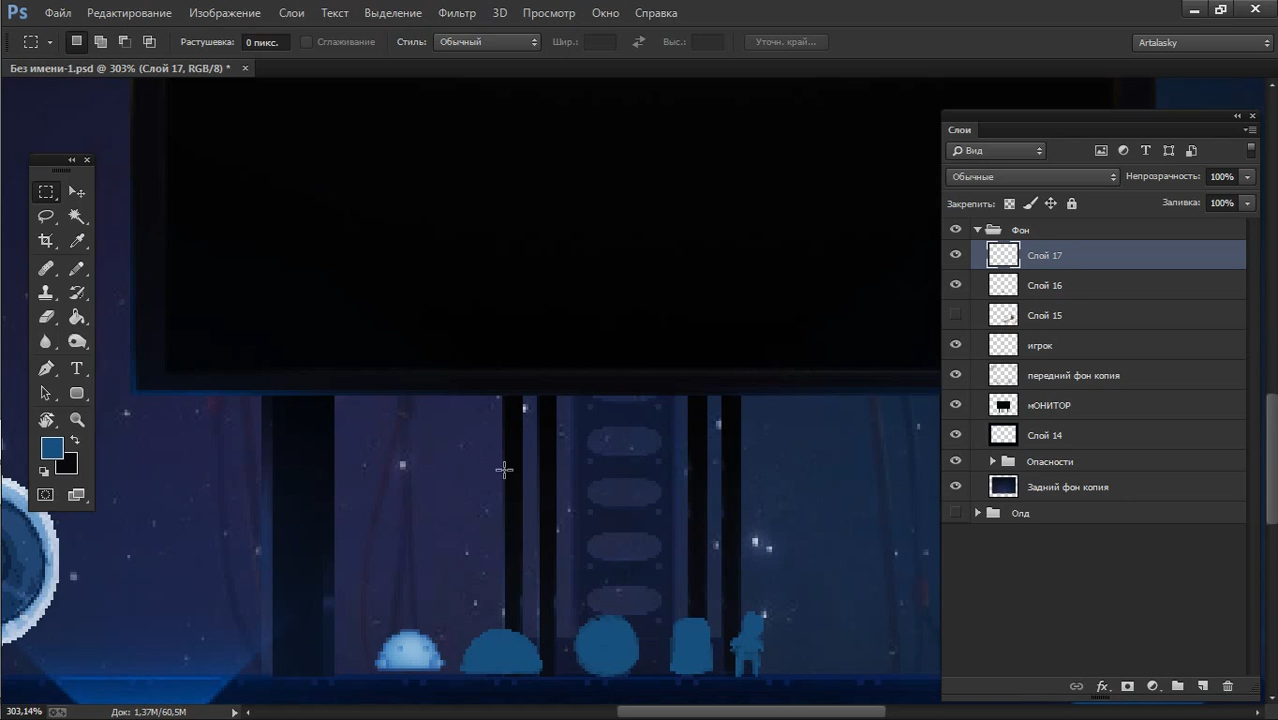 Ps Файл Редактирование Изображение Слои Текст Выделение Фильтр 3D Просмотр Окно Справка
Растушевка: 0 пикс. Сглаживание Стиль: Обычный Шир.: Выс.: Уточн. край... Artalasky
Без имени-1.psd @ 303% (Слой 17, RGB/8) *
Слои
Вид
Обычные Непрозрачность: 100%
Закрепить: Заливка: 100%
Фон
Слой 17
Слой 16
Слой 15
игрок
передний фон копия
мОНИТОР
Слой 14
Опасности
Задний фон копия
Олд
303,14% Док: 1,37M/60,5M